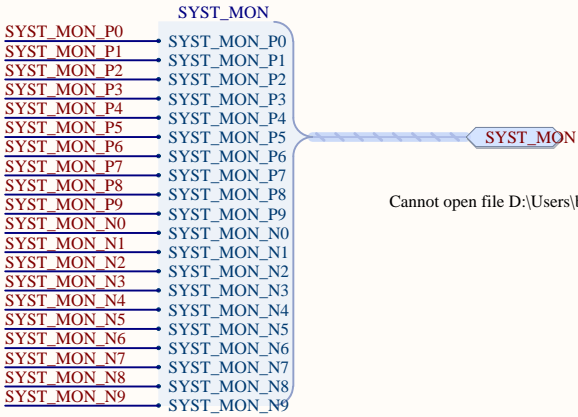 SYST_MON
SYST_MON_P0 SYST_MON_P0
SYST_MON_P1 SYST_MON_P1
SYST_MON_P2 SYST_MON_P2
SYST_MON_P3 SYST_MON_P3
SYST_MON_P4 SYST_MON_P4
SYST_MON_P5 SYST_MON_P5
SYST_MON_P6 SYST_MON_P6
SYST_MON_P7 SYST_MON_P7
SYST_MON_P8 SYST_MON_P8
SYST_MON_P9 SYST_MON_P9
SYST_MON_N0 SYST_MON_N0
SYST_MON_N1 SYST_MON_N1
SYST_MON_N2 SYST_MON_N2
SYST_MON_N3 SYST_MON_N3
SYST_MON_N4 SYST_MON_N4
SYST_MON_N5 SYST_MON_N5
SYST_MON_N6 SYST_MON_N6
SYST_MON_N7 SYST_MON_N7
SYST_MON_N8 SYST_MON_N8
SYST_MON_N9 SYST_MON_N9
SYST_MON
Cannot open file D:\Users\